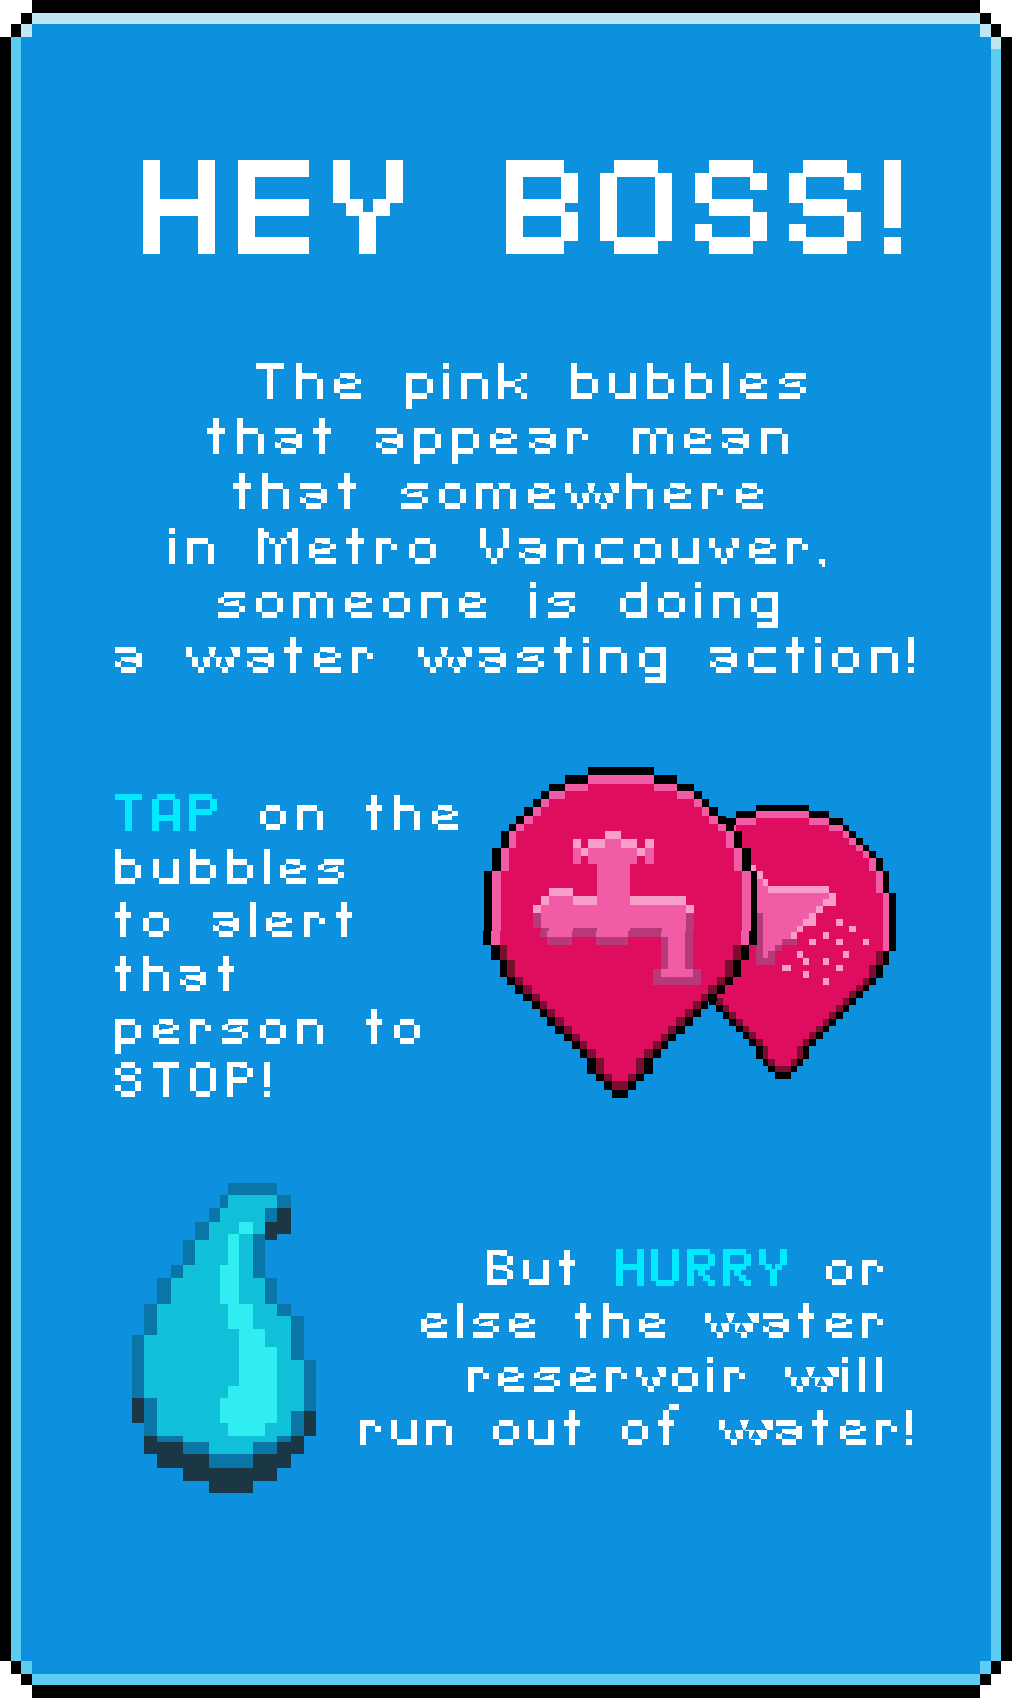 HEY BOSS!
The pink bubbles
that appear mean
that somewhere
in Metro Vancouver,
someone is doing
a water wasting action!
TAP on the
bubbles
to alert
that
person to
STOP!
But HURRY or
else the water
reservoir will
run out of water!